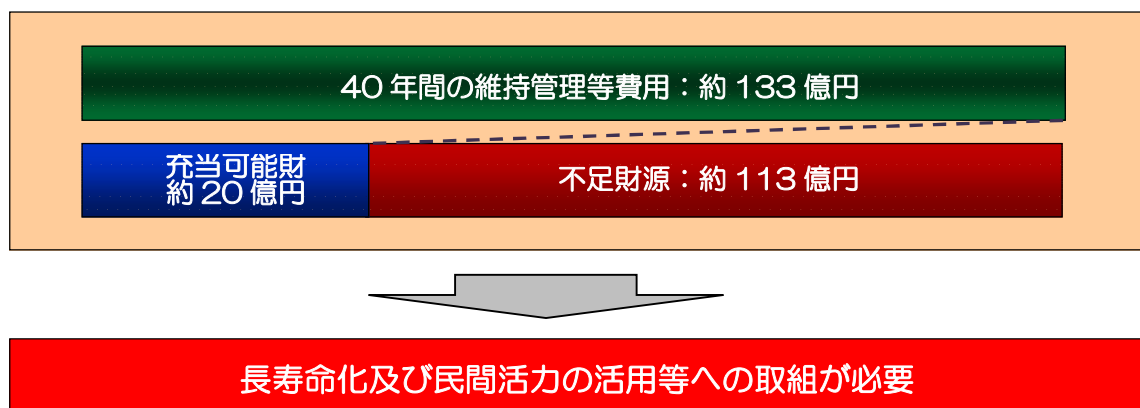 40年間の維持管理等費用：約133億円
充当可能財
約20億円
不足財源：約113億円
長寿命化及び民間活力の活用等への取組が必要